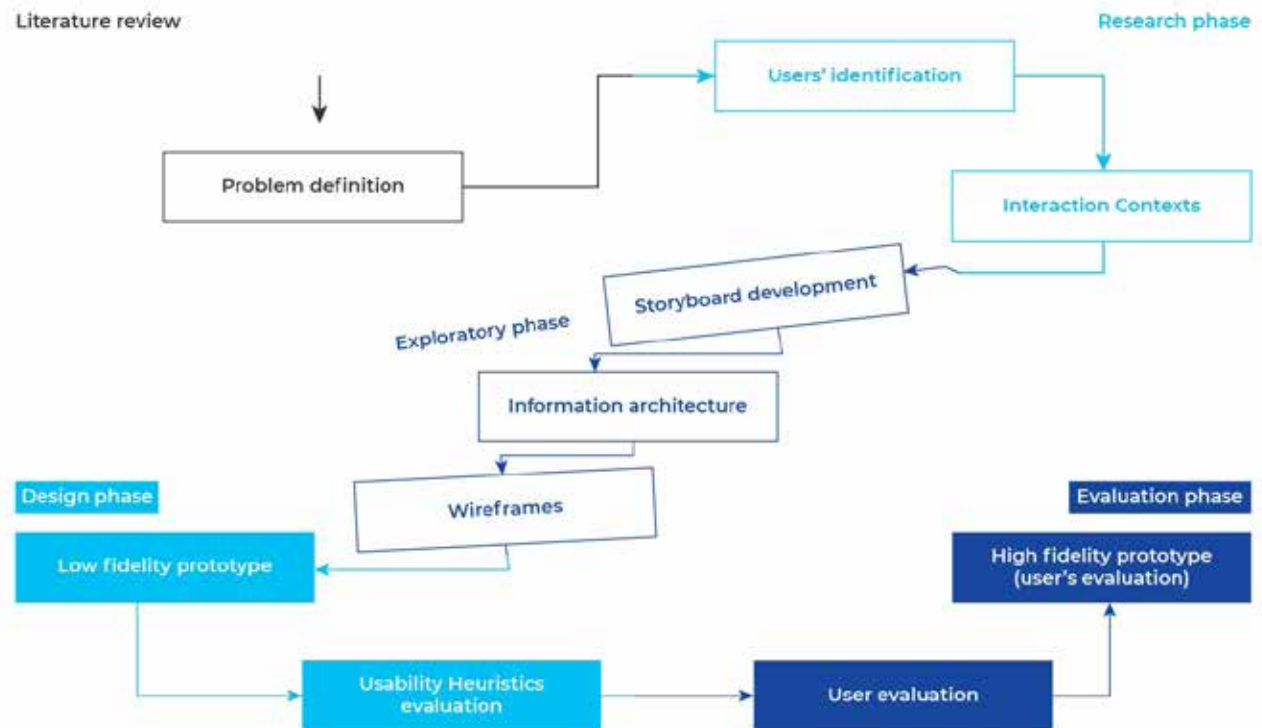 Literature review
Research phase
Users' identification
Problem definition
Interaction Contexts
Storyboard development
Exploratory phase
Information architecture
Design phase
Wireframes
Evaluation phase
Low fidelity prototype
High fidelity prototype
(user's evaluation)
Usability Heuristics
evaluation
User evaluation